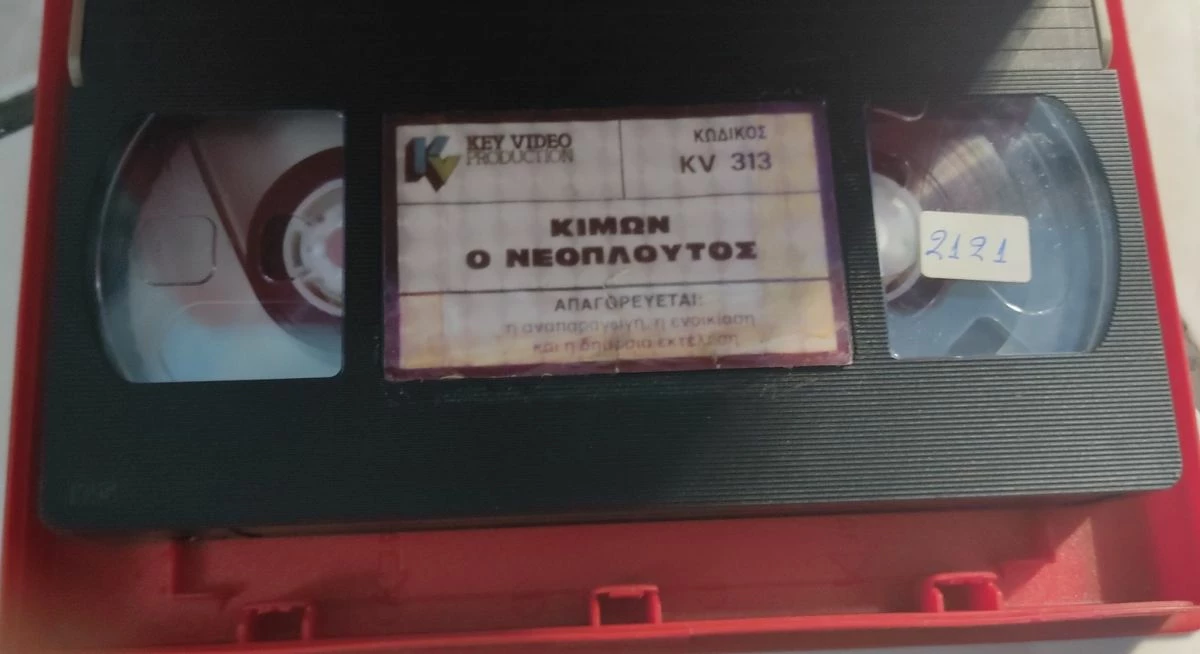 KEY VIDEO
PRODUCTION
ΚΩΔΙΚΟΣ
KV 313
ΚΙΜΩΝ
Ο ΝΕΟΠΛΟΥΤΟΣ
ΑΠΑΓΟΡΕΥΕΤΑΙ:
η αναπαραγωγή, η ενοικίαση
και η δημόσια εκτέλεση
2121